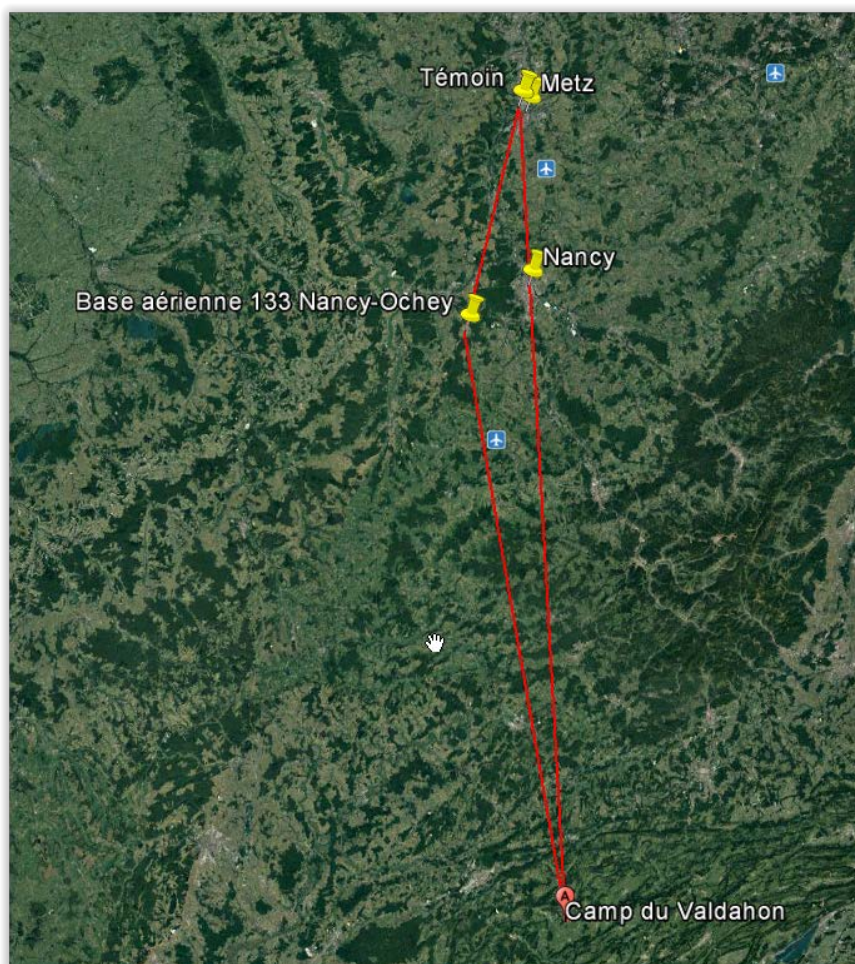 Témoin
Metz
Nancy
Base aérienne 133 Nancy-Ochey
A
Camp du Valdahon